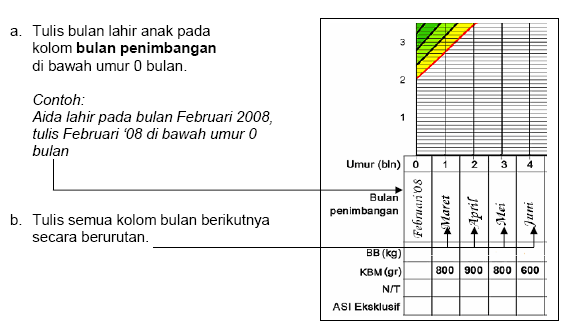 a. Tulis bulan lahir anak pada
kolom bulan penimbangan
di bawah umur 0 bulan.
Contoh:
Aida lahir pada bulan Februari 2008,
tulis Februari '08 di bawah umur 0
bulan
b. Tulis semua kolom bulan berikutnya
secara berurutan.
3
2
1
Umur (bln) 0 1 2 3 4
Bulan
penimbangan
Februari'08 Maret April Mei Juni
BB (kg)
KBM (gr) 800 900 800 600
N/T
ASI Eksklusif